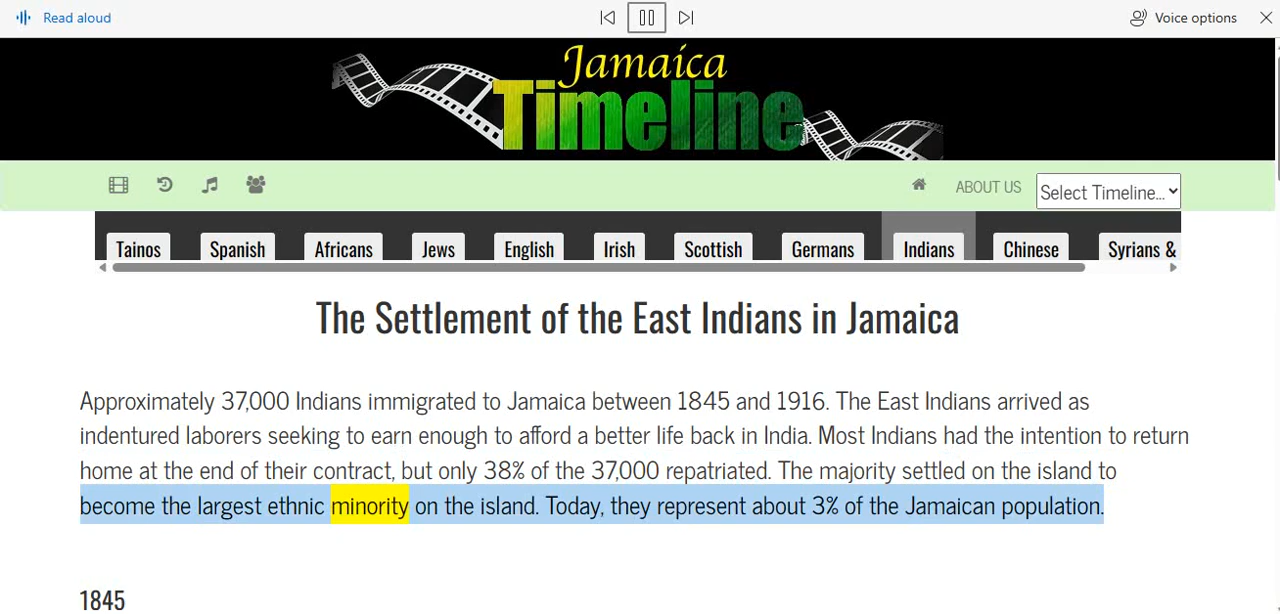 Read aloud
Voice options
Jamaica
Timeline
ABOUT US
Select Timeline...
Tainos Spanish Africans Jews English Irish Scottish Germans Indians Chinese Syrians &
The Settlement of the East Indians in Jamaica
Approximately 37,000 Indians immigrated to Jamaica between 1845 and 1916. The East Indians arrived as
indentured laborers seeking to earn enough to afford a better life back in India. Most Indians had the intention to return
home at the end of their contract, but only 38% of the 37,000 repatriated. The majority settled on the island to
become the largest ethnic minority on the island. Today, they represent about 3% of the Jamaican population.
1845